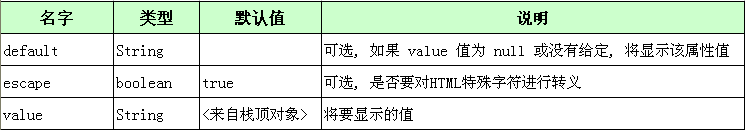 名字 类型 默认值 说明
default String 可选, 如果 value 值为 null 或没有给定, 将显示该属性值
escape boolean true 可选, 是否要对HTML特殊字符进行转义
value String <来自栈顶对象> 将要显示的值